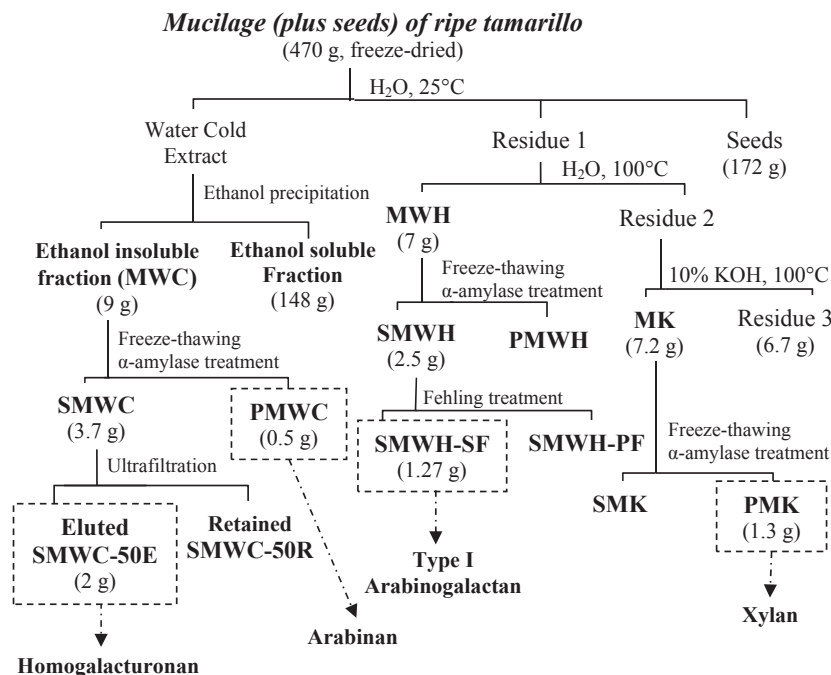 Mucilage (plus seeds) of ripe tamarillo
(470 g, freeze-dried)
H₂O, 25°C
Water Cold
Extract
Residue 1
Seeds
(172 g)
H₂O, 100°C
Ethanol precipitation
MWH
(7 g)
Residue 2
Ethanol insoluble
fraction (MWC)
(9 g)
Ethanol soluble
Fraction
(148 g)
Freeze-thawing
α-amylase treatment
10% KOH, 100°C
SMWH
(2.5 g)
PMWH
MK
(7.2 g)
Residue 3
(6.7 g)
Freeze-thawing
α-amylase treatment
SMWC
(3.7 g)
PMWC
(0.5 g)
Fehling treatment
SMWH-SF
(1.27 g)
SMWH-PF
Freeze-thawing
α-amylase treatment
Ultrafiltration
SMK
PMK
(1.3 g)
Eluted
SMWC-50E
(2 g)
Retained
SMWC-50R
Type I
Arabinogalactan
Xylan
Arabinan
Homogalacturonan